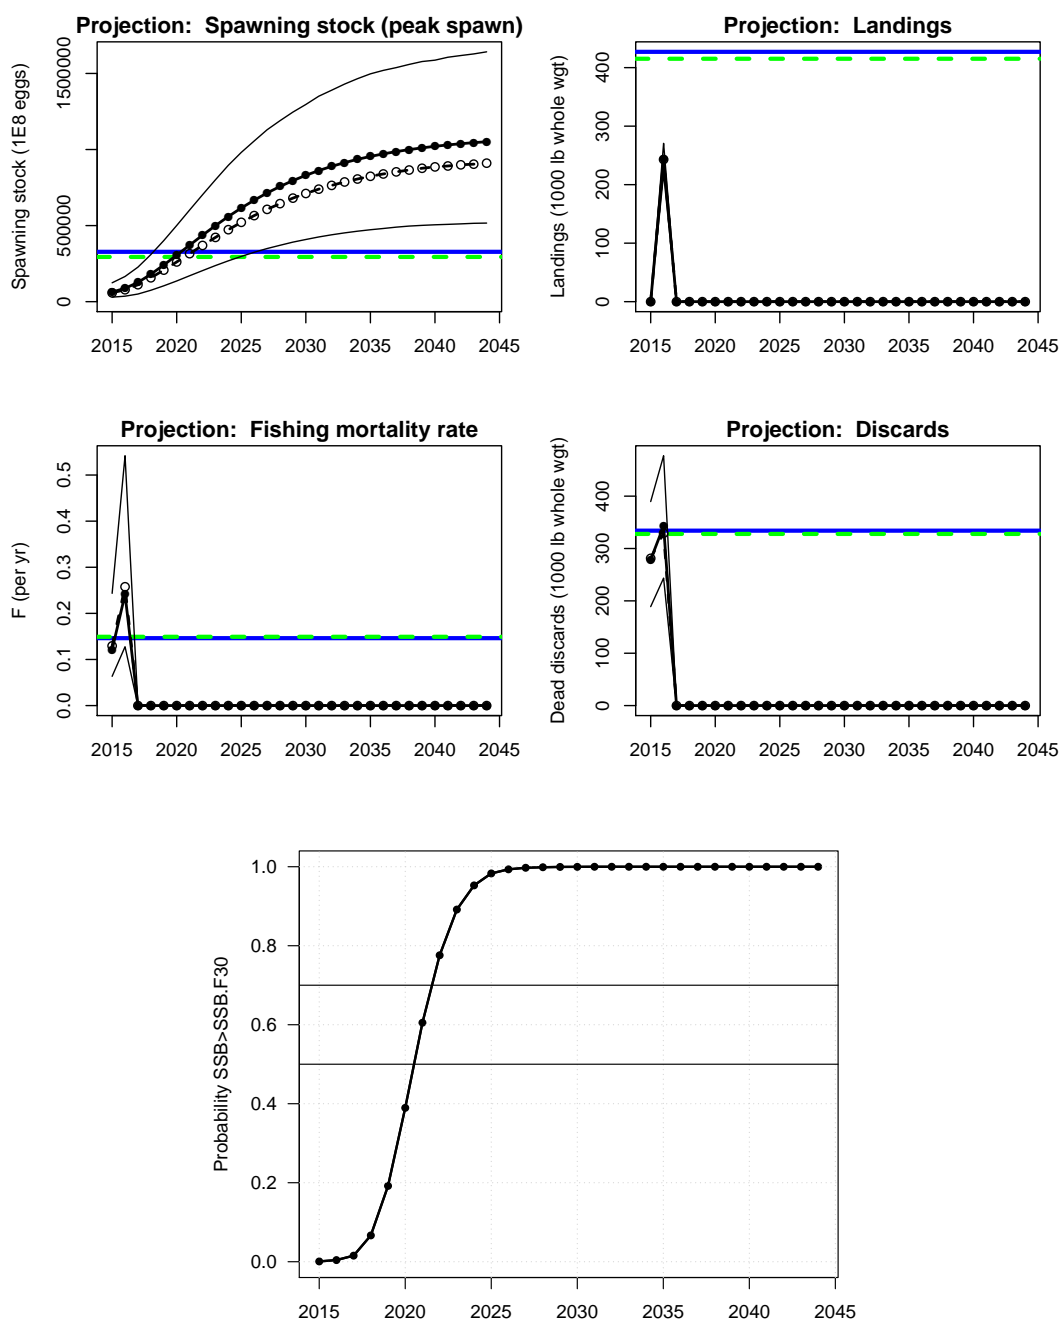 Projection: Spawning stock (peak spawn)
Spawning stock (1E8 eggs)
0 500000 1500000
2015 2020 2025 2030 2035 2040 2045
Projection: Landings
Landings (1000 lb whole wgt)
0 100 200 300 400
2015 2020 2025 2030 2035 2040 2045
Projection: Fishing mortality rate
F (per yr)
0.0 0.1 0.2 0.3 0.4 0.5
2015 2020 2025 2030 2035 2040 2045
Projection: Discards
Dead discards (1000 lb whole wgt)
0 100 200 300 400
2015 2020 2025 2030 2035 2040 2045
Probability SSB>SSB.F30
0.0 0.2 0.4 0.6 0.8 1.0
2015 2020 2025 2030 2035 2040 2045